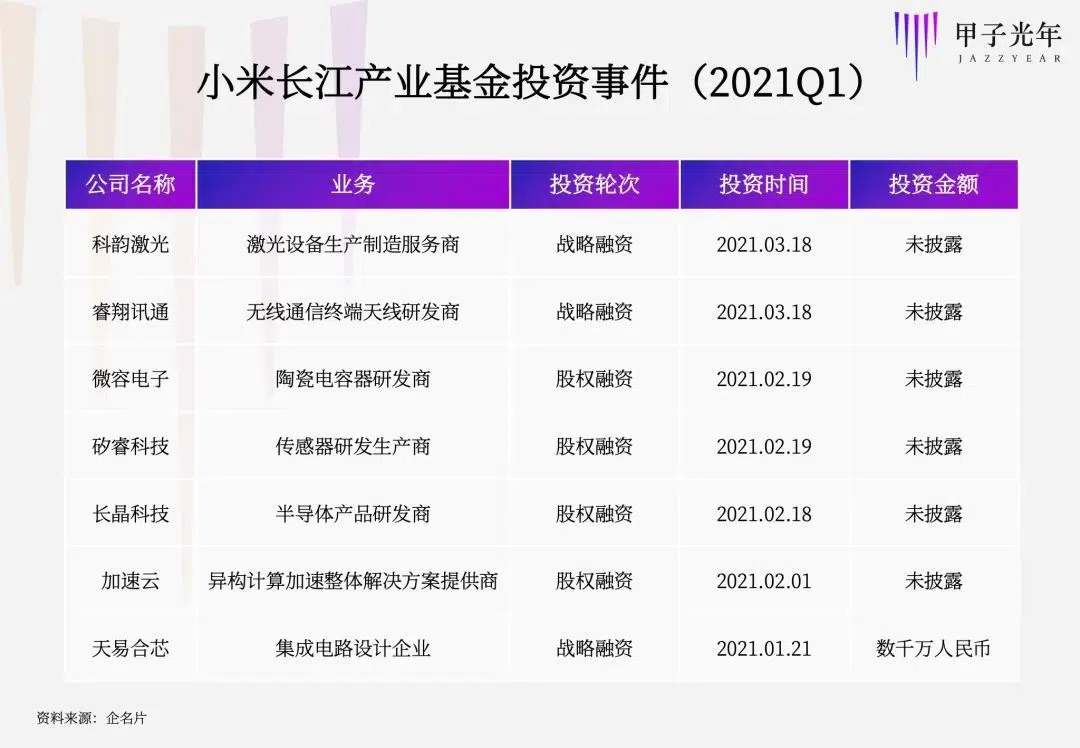 甲子光年
JAZZYEAR
小米长江产业基金投资事件（2021Q1）
公司名称 业务 投资轮次 投资时间 投资金额
科韵激光 激光设备生产制造服务商 战略融资 2021.03.18 未披露
睿翔讯通 无线通信终端天线研发商 战略融资 2021.03.18 未披露
微容电子 陶瓷电容器研发商 股权融资 2021.02.19 未披露
矽睿科技 传感器研发生产商 股权融资 2021.02.19 未披露
长晶科技 半导体产品研发商 股权融资 2021.02.18 未披露
加速云 异构计算加速整体解决方案提供商 股权融资 2021.02.01 未披露
天易合芯 集成电路设计企业 战略融资 2021.01.21 数千万人民币
资料来源：企名片